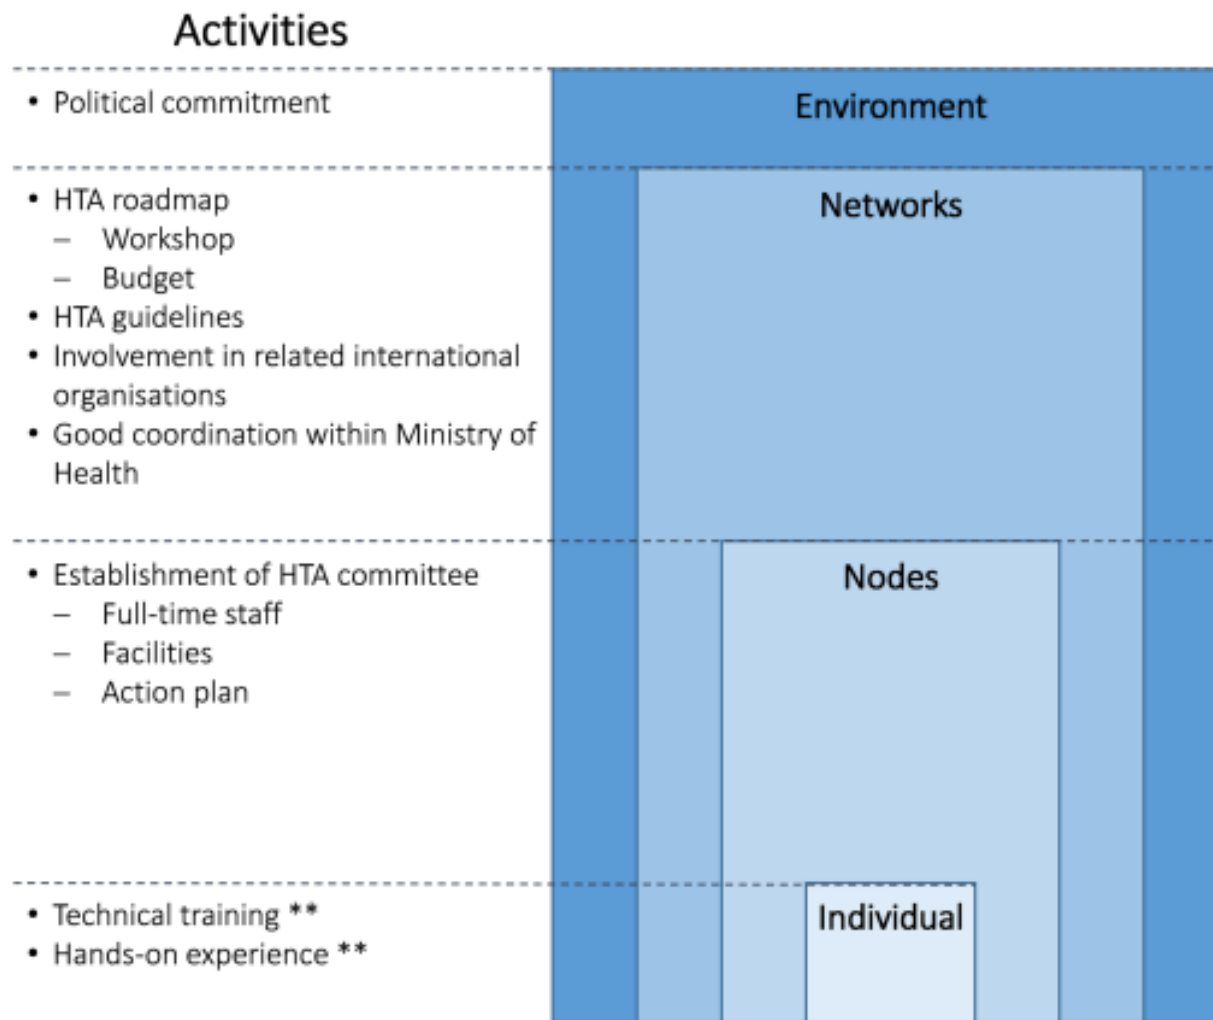 Activities
• Political commitment
Environment
• HTA roadmap
– Workshop
– Budget
• HTA guidelines
• Involvement in related international
organisations
• Good coordination within Ministry of
Health
Networks
• Establishment of HTA committee
– Full-time staff
– Facilities
– Action plan
Nodes
• Technical training **
• Hands-on experience **
Individual